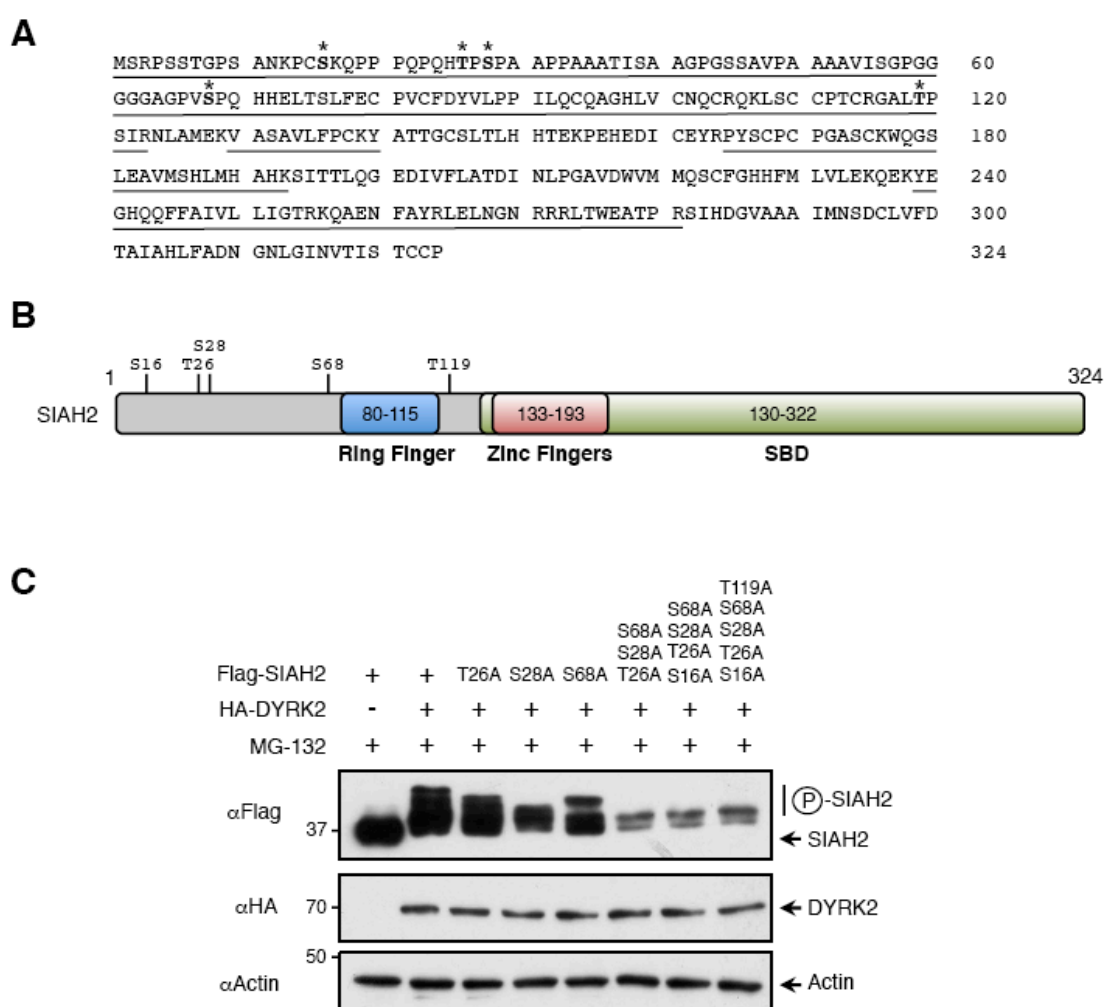 A
* * *
MSRPSSTGPS ANKPCSKQPP PQPQHTPSPA APPAAATISA AGPGSSAVPA AAAVISGPGG 60
* *
GGGAGPVSPQ HHELTSLFEC PVCFDYVLPP ILQCQAGHLV CNQCRQKLSC CPTCRGALTP 120
SIRNLAMEKV ASAVLFPCKY ATTGCSLTLH HTEKPEHEDI CEYRPYSCPC PGASCKWQGS 180
LEAVMSHLMH AHKSITTLQG EDIVFLATDI NLPGAVDWVM MQSCFGHHFM LVLEKQEKYE 240
GHQQFFAIVL LIGTRKQAEN FAYRLELNGN RRRLTWEATP RSIHDGVAAA IMNSDCLVFD 300
TAIAHLFADN GNLGINVTIS TCCP 324
B
S28
S16 T26 S68 T119
1 324
SIAH2 80-115 133-193 130-322
Ring Finger Zinc Fingers SBD
C
T119A
S68A S68A
S68A S28A S28A
S28A T26A T26A
Flag-SIAH2 + + T26A S28A S68A T26A S16A S16A
HA-DYRK2 - + + + + + + +
MG-132 + + + + + + + +
αFlag 37 P-SIAH2
SIAH2
αHA 70 DYRK2
50
αActin Actin